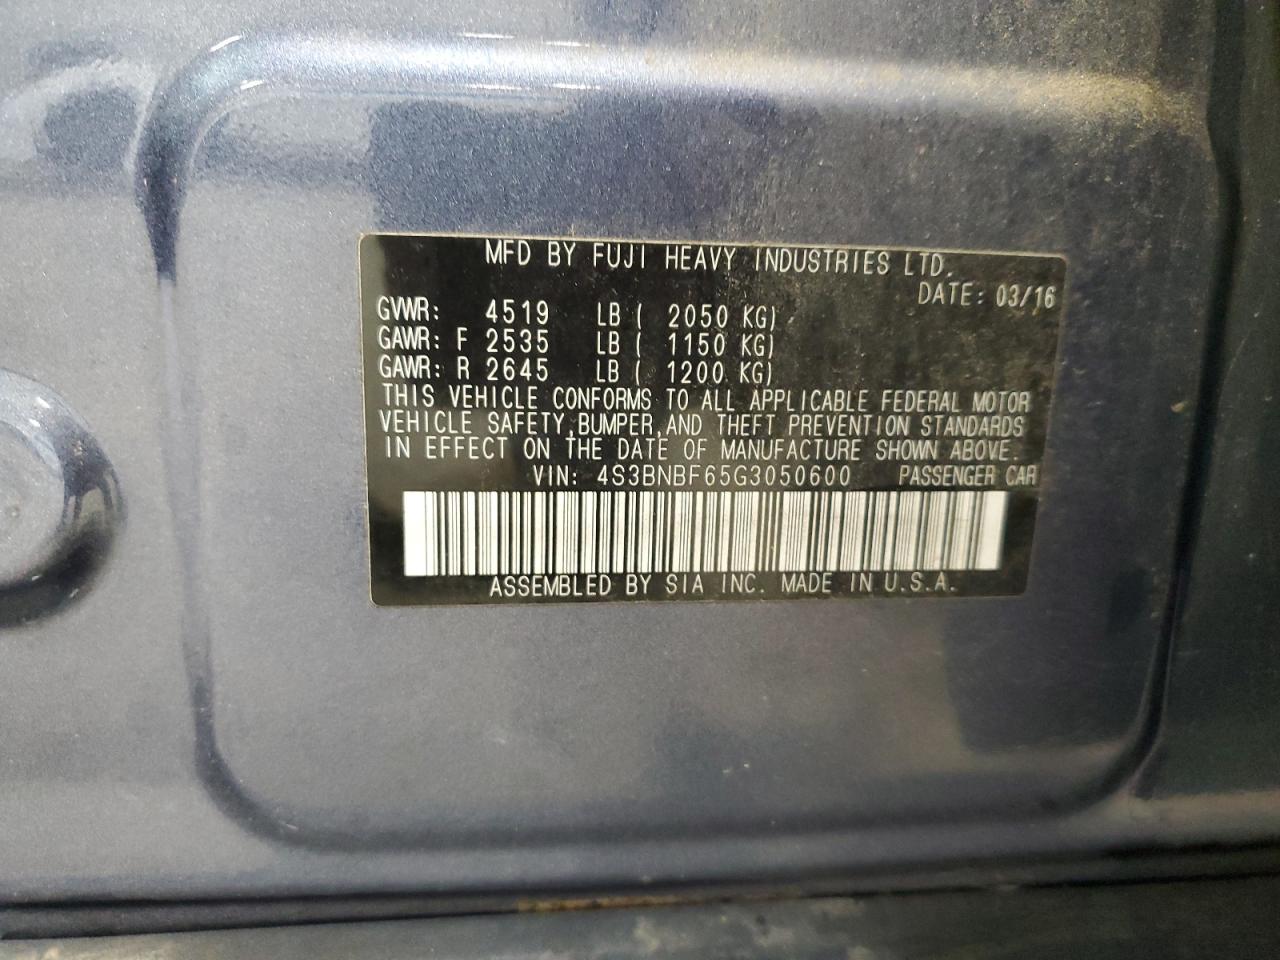 MFD BY FUJI HEAVY INDUSTRIES LTD.
DATE: 03/16
GVWR: 4519 LB ( 2050 KG)
GAWR: F 2535 LB ( 1150 KG)
GAWR: R 2645 LB ( 1200 KG)
THIS VEHICLE CONFORMS TO ALL APPLICABLE FEDERAL MOTOR
VEHICLE SAFETY, BUMPER, AND THEFT PREVENTION STANDARDS
IN EFFECT ON THE DATE OF MANUFACTURE SHOWN ABOVE.
VIN: 4S3BNBF65G3050600 PASSENGER CAR
ASSEMBLED BY SIA INC. MADE IN U.S.A.